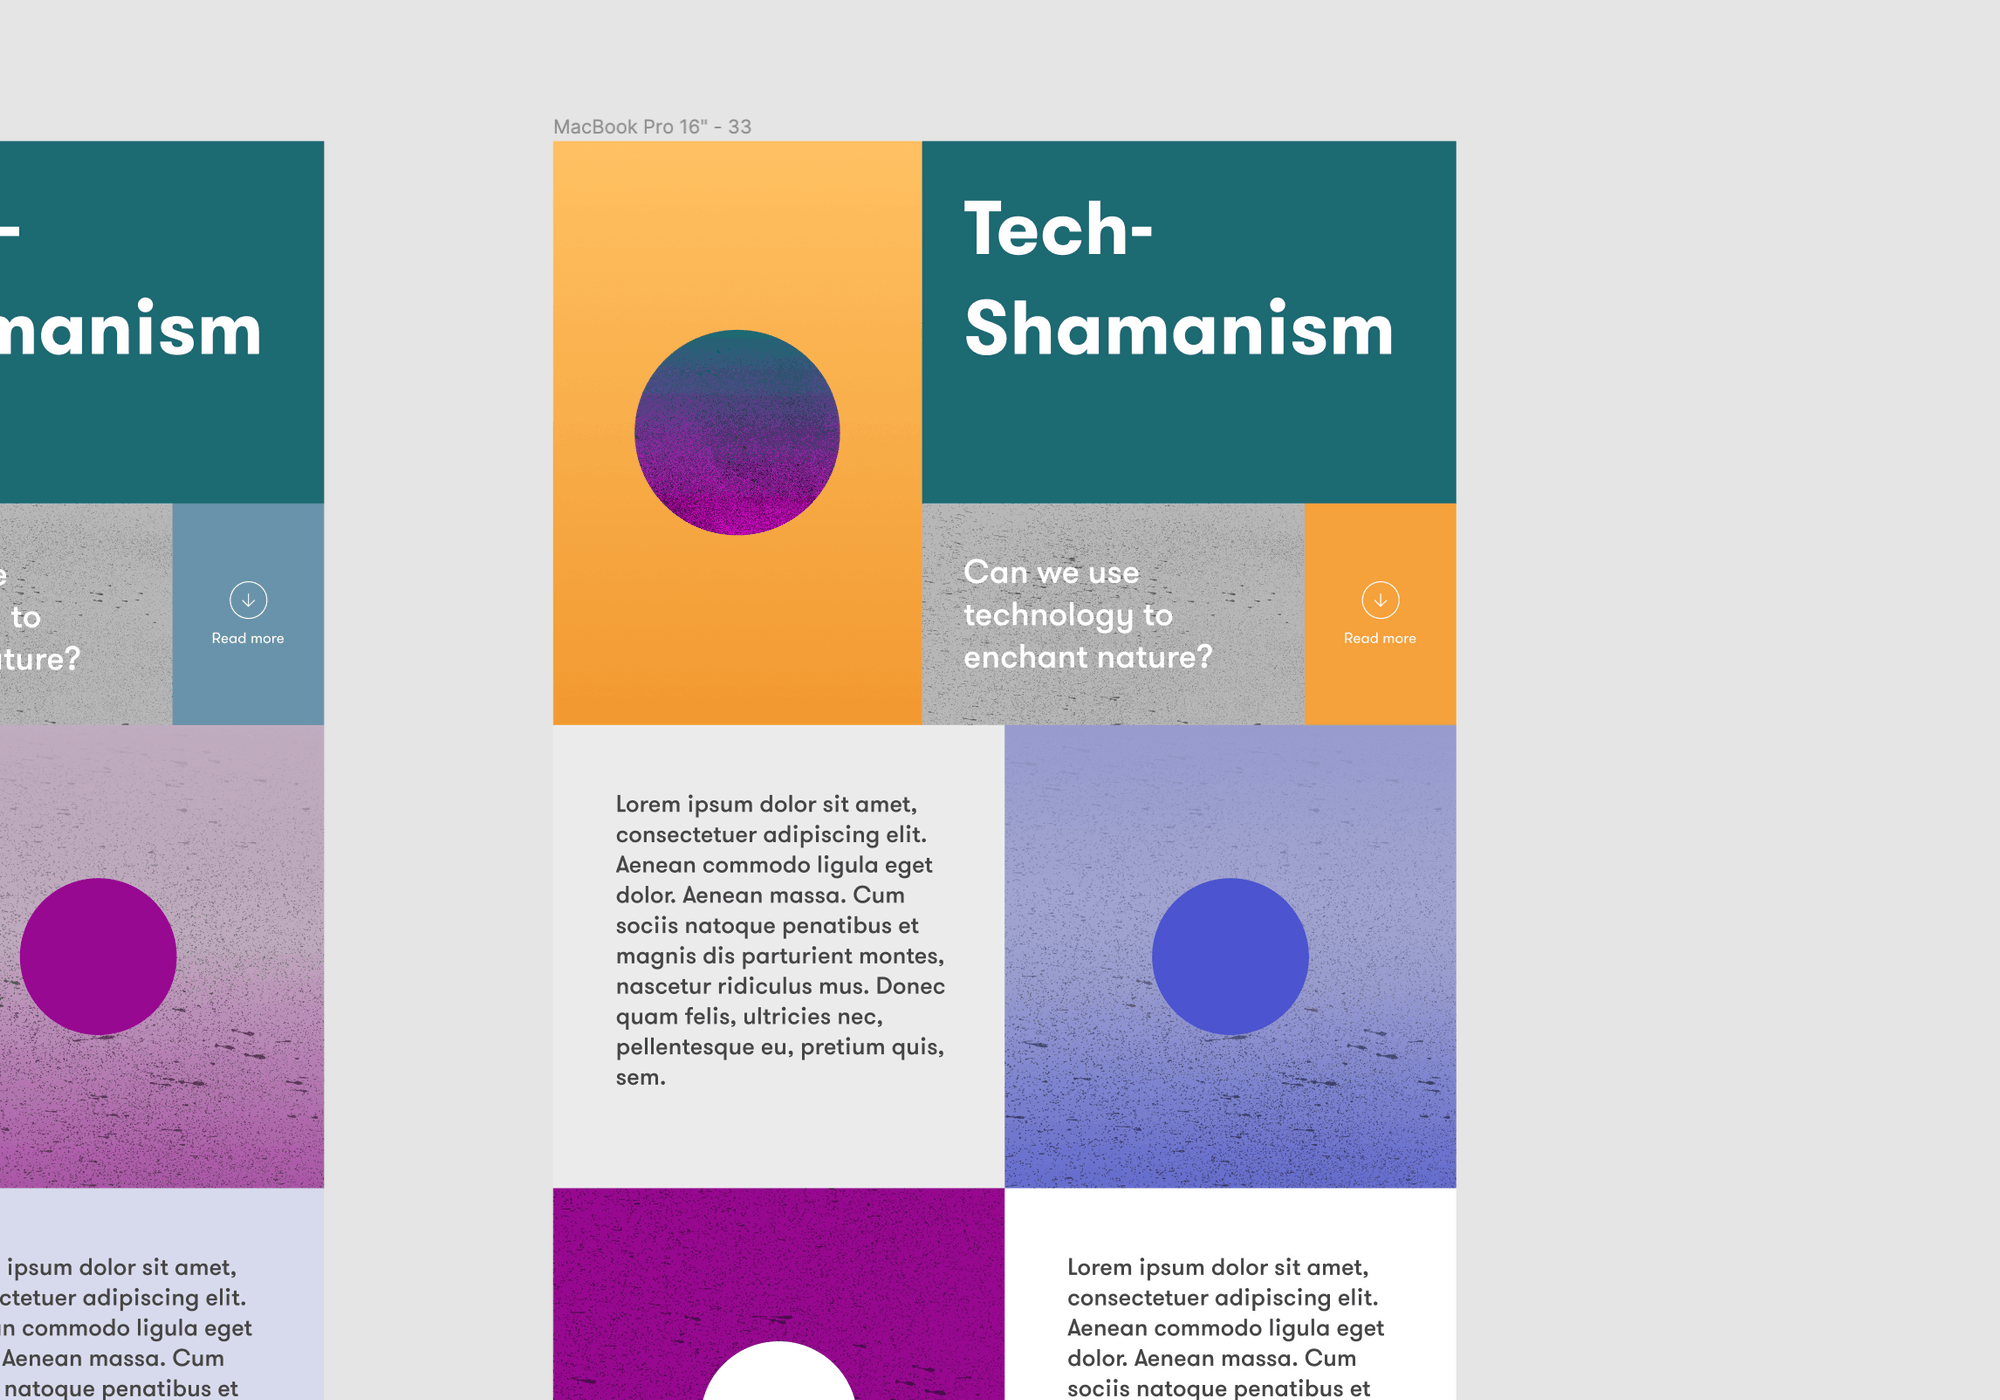 MacBook Pro 16" - 33
-
manism
e
to
ture?
Read more
ipsum dolor sit amet,
ctetuer adipiscing elit.
n commodo ligula eget
Aenean massa. Cum
natoque penatibus et
Tech-
Shamanism
Can we use
technology to
enchant nature?
Read more
Lorem ipsum dolor sit amet,
consectetuer adipiscing elit.
Aenean commodo ligula eget
dolor. Aenean massa. Cum
sociis natoque penatibus et
magnis dis parturient montes,
nascetur ridiculus mus. Donec
quam felis, ultricies nec,
pellentesque eu, pretium quis,
sem.
Lorem ipsum dolor sit amet,
consectetuer adipiscing elit.
Aenean commodo ligula eget
dolor. Aenean massa. Cum
sociis natoque penatibus et